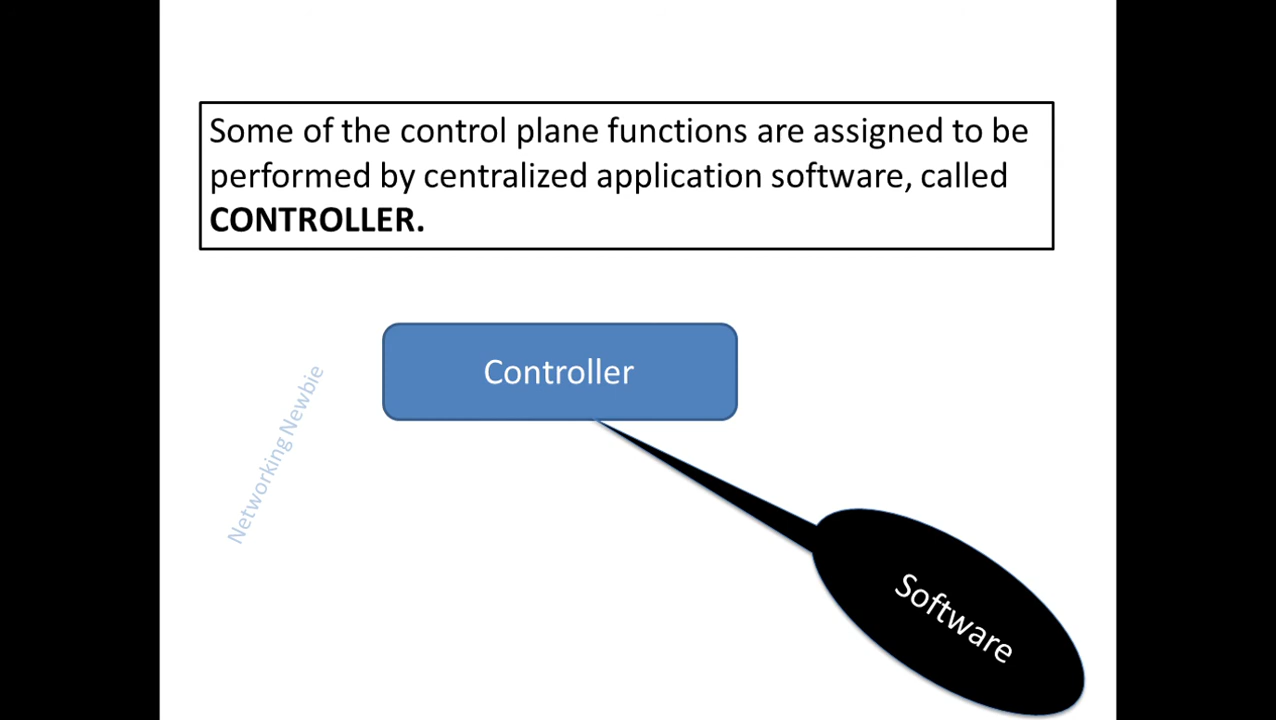 Some of the control plane functions are assigned to be
performed by centralized application software, called
CONTROLLER.
Controller
Networking Newbie
Software